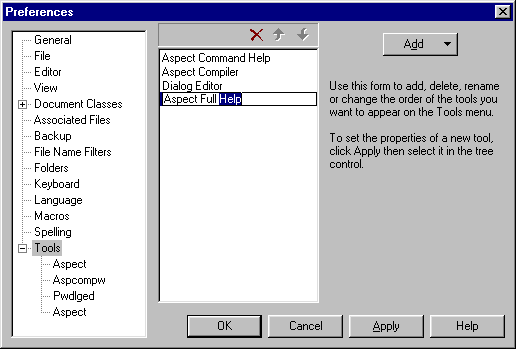 Preferences
General
File
Editor
View
Document Classes
Associated Files
Backup
File Name Filters
Folders
Keyboard
Language
Macros
Spelling
Tools
Aspect
Aspcompw
Pwdlged
Aspect
Aspect Command Help
Aspect Compiler
Dialog Editor
Aspect Full Help
Add
Use this form to add, delete, rename
or change the order of the tools you
want to appear on the Tools menu.
To set the properties of a new tool,
click Apply then select it in the tree
control.
OK
Cancel
Apply
Help